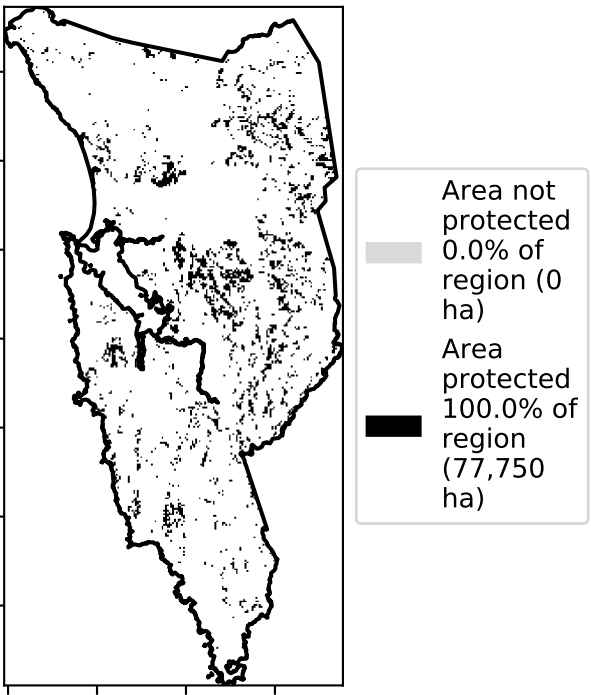 Area not
protected
0.0% of
region (0
ha)
Area
protected
100.0% of
region
(77,750
ha)